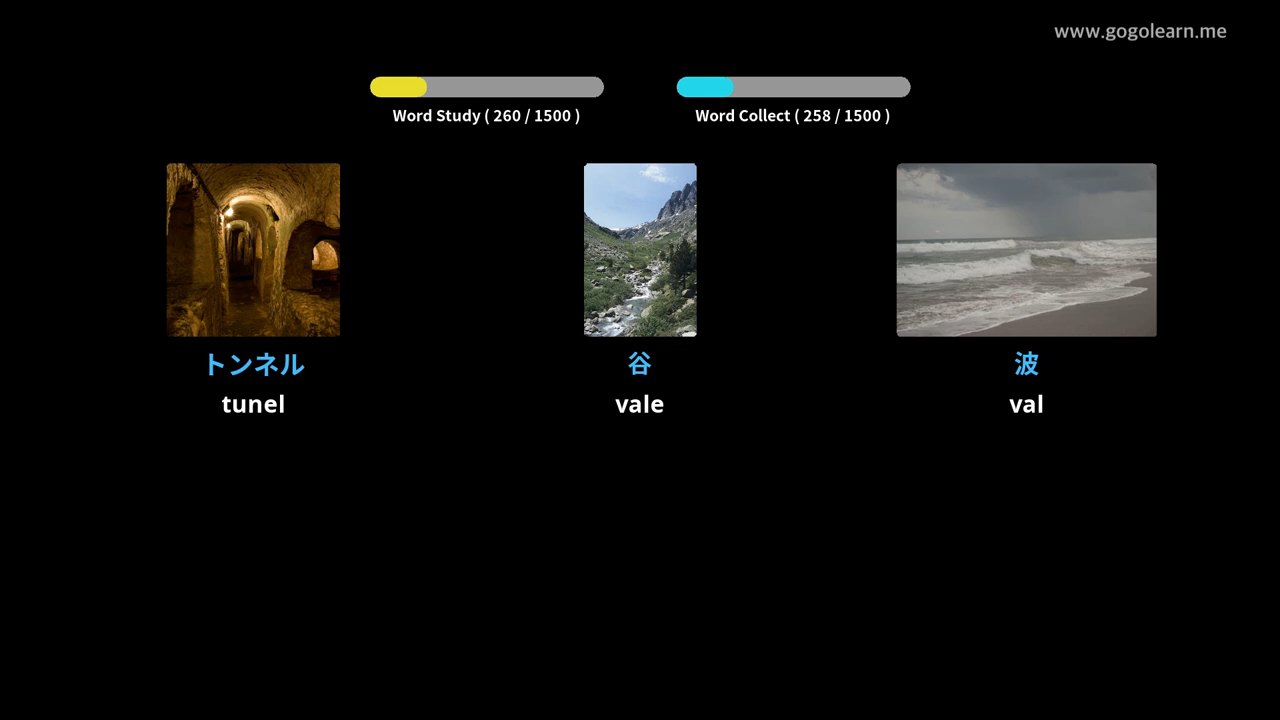 www.gogolearn.me
Word Study ( 260 / 1500 )
Word Collect ( 258 / 1500 )
トンネル
谷
波
tunel
vale
val